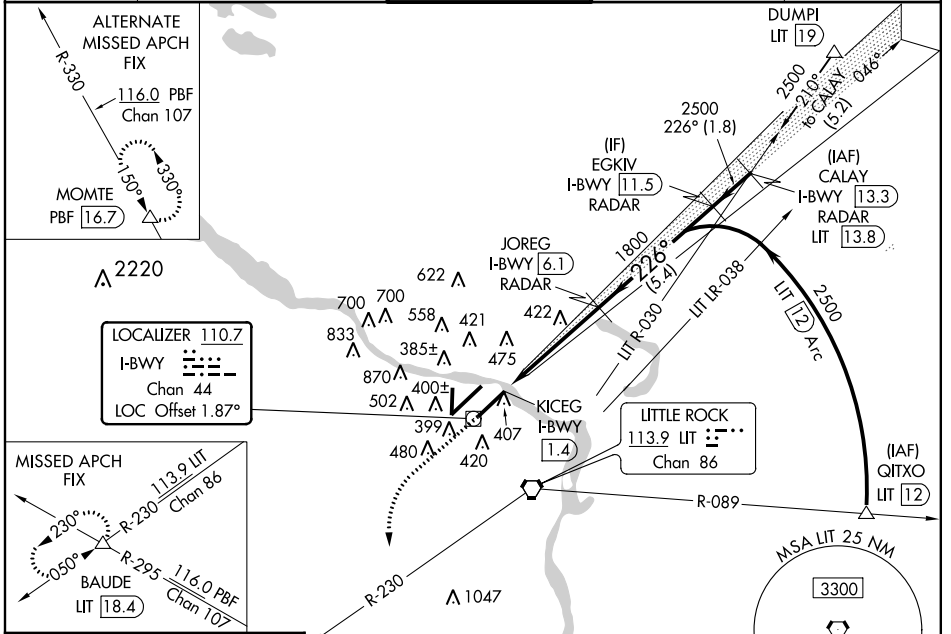 ALTERNATE
MISSED APCH
FIX
R-330
116.0 PBF
Chan 107
150°
330°
MOMTE
PBF 16.7
DUMPI
LIT 19
2500
210°
to CALAY
(5.2)
046°
2500
226° (1.8)
(IF)
EGKIV
I-BWY 11.5
RADAR
(IAF)
CALAY
I-BWY 13.3
RADAR
LIT 13.8
JOREG
I-BWY 6.1
RADAR
1800
226°
(5.4)
LIT R-030
LIT LR-038
2500
LIT 12 Arc
2220
622
700
700
558
421
422
833
385±
475
870
400±
502
399
407
480
420
LOCALIZER 110.7
I-BWY
Chan 44
LOC Offset 1.87°
KICEG
I-BWY
1.4
LITTLE ROCK
113.9 LIT
Chan 86
(IAF)
QITXO
LIT 12
R-089
MISSED APCH
FIX
113.9 LIT
R-230
Chan 86
230°
050°
R-295
116.0 PBF
Chan 107
BAUDE
LIT 18.4
R-230
1047
MSA LIT 25 NM
3300